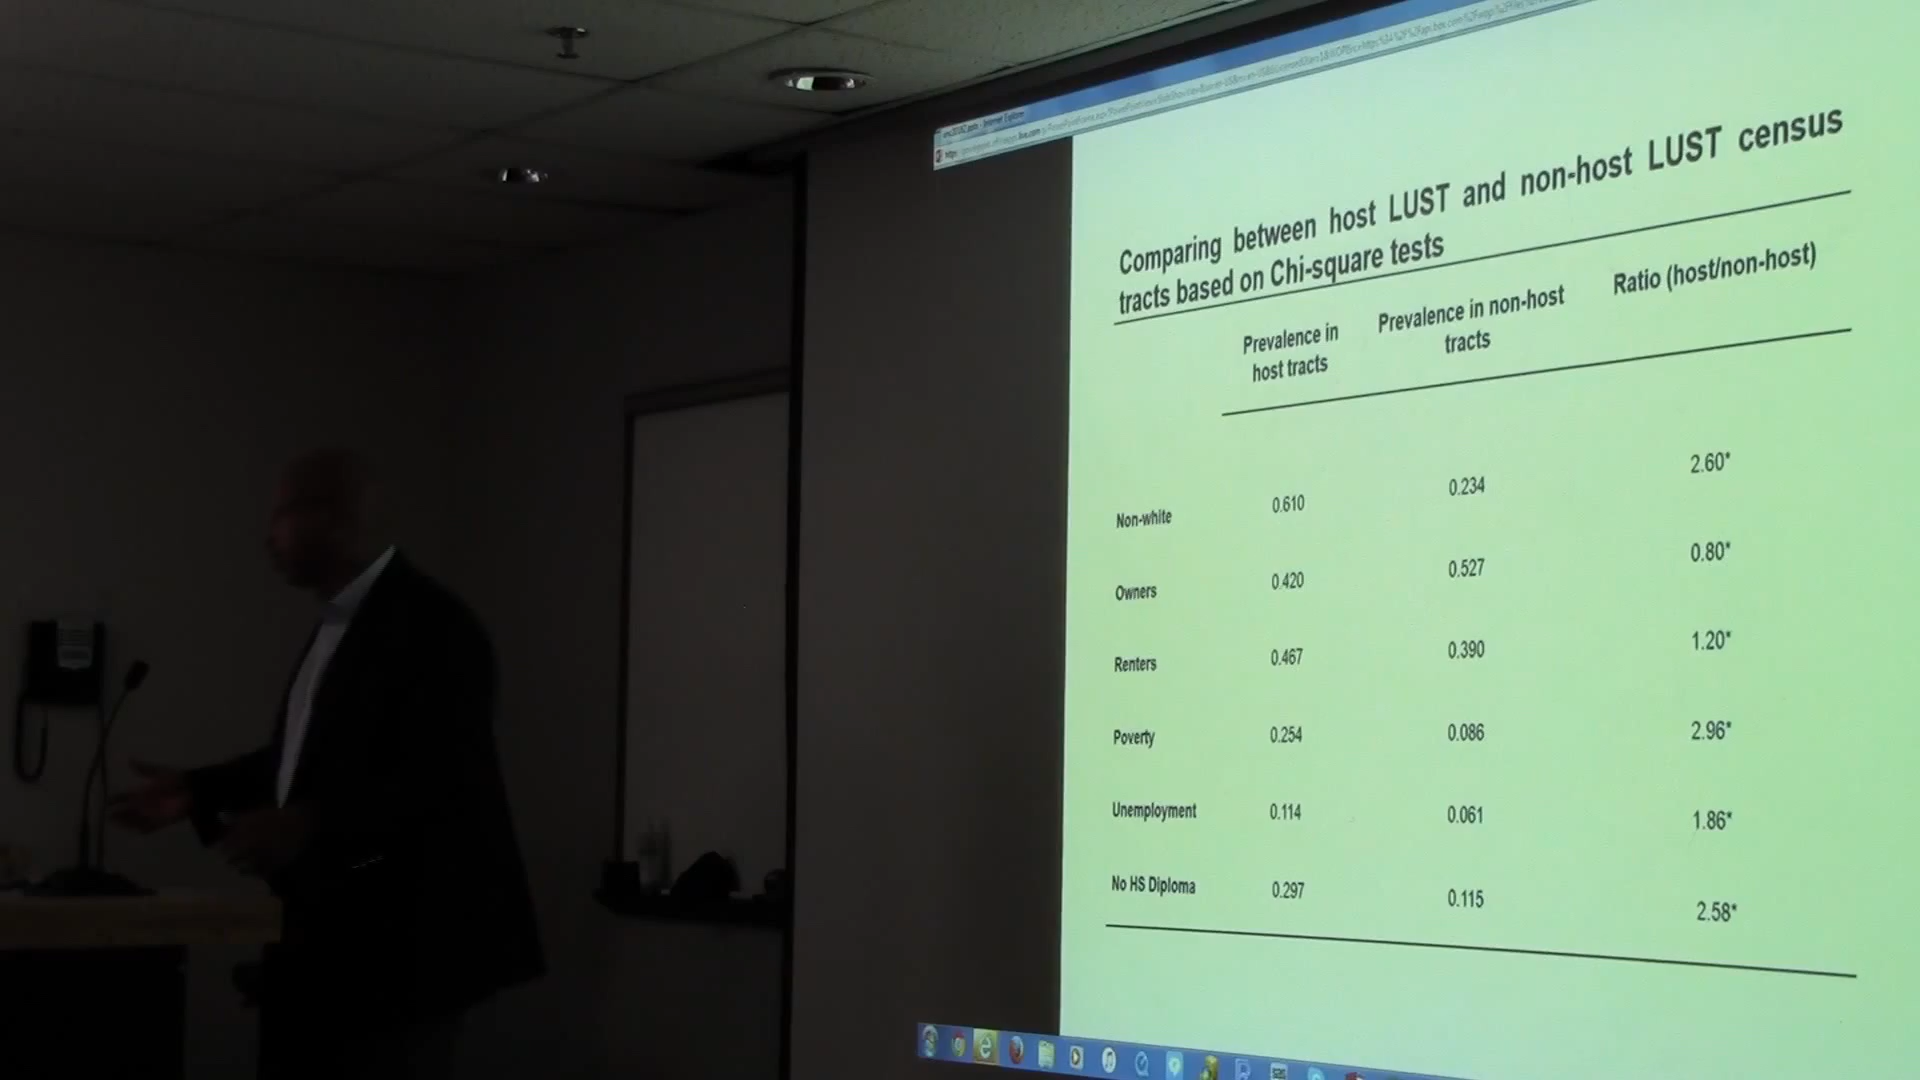 Comparing between host LUST and non-host LUST census
tracts based on Chi-square tests
Prevalence in
host tracts
Prevalence in non-host
tracts
Ratio (host/non-host)
Non-white 0.610 0.234 2.60*
Owners 0.420 0.527 0.80*
Renters 0.467 0.390 1.20*
Poverty 0.254 0.086 2.96*
Unemployment 0.114 0.061 1.86*
No HS Diploma 0.297 0.115 2.58*